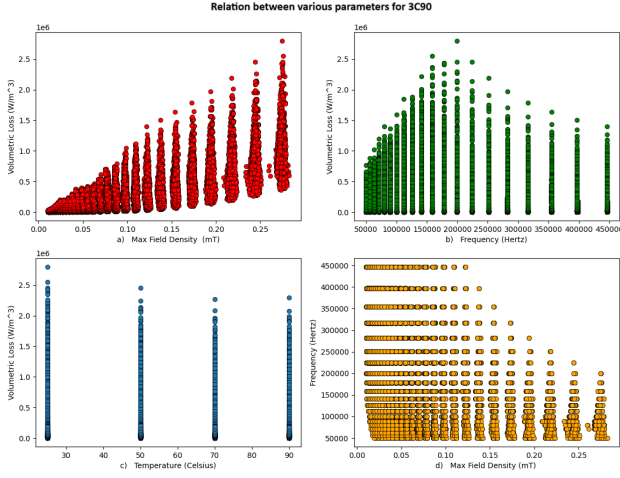 Relation between various parameters for 3C90
1e6
Volumetric Loss (W/m^3)
2.5
2.0
1.5
1.0
0.5
0.0
0.00 0.05 0.10 0.15 0.20 0.25
a) Max Field Density (mT)
1e6
Volumetric Loss (W/m^3)
2.5
2.0
1.5
1.0
0.5
0.0
50000 100000 150000 200000 250000 300000 350000 400000 450000
b) Frequency (Hertz)
1e6
Volumetric Loss (W/m^3)
2.5
2.0
1.5
1.0
0.5
0.0
30 40 50 60 70 80 90
c) Temperature (Celsius)
Frequency (Hertz)
450000
400000
350000
300000
250000
200000
150000
100000
50000
0.00 0.05 0.10 0.15 0.20 0.25
d) Max Field Density (mT)